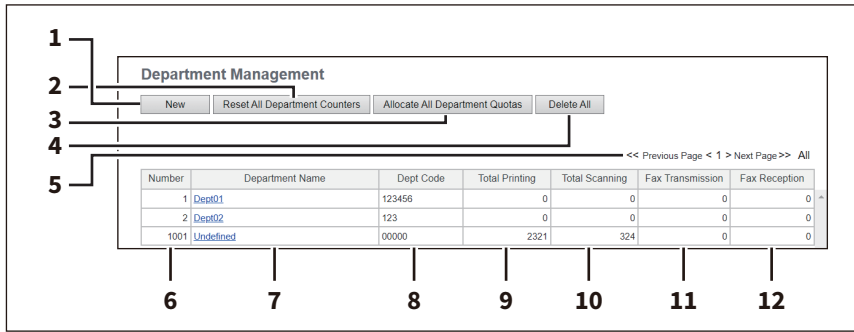 1
Department Management
2
New Reset All Department Counters Allocate All Department Quotas Delete All
3
4
<< Previous Page < 1 > Next Page >> All
5
Number Department Name Dept Code Total Printing Total Scanning Fax Transmission Fax Reception
1 Dept01 123456 0 0 0 0
2 Dept02 123 0 0 0 0
1001 Undefined 00000 2321 324 0 0
6 7 8 9 10 11 12